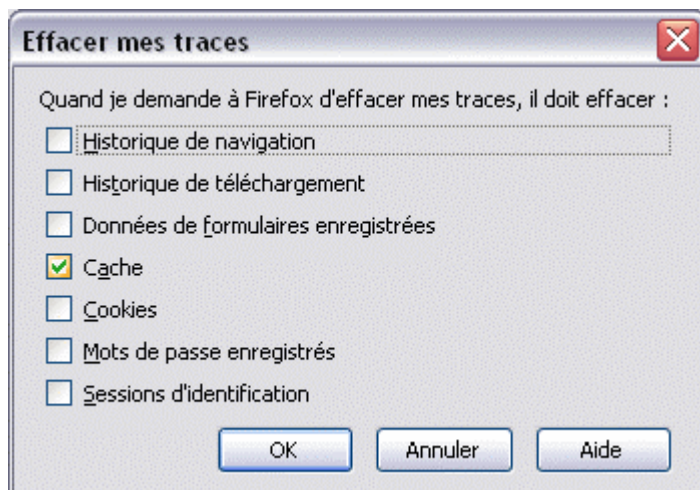 Effacer mes traces
Quand je demande à Firefox d'effacer mes traces, il doit effacer :
Historique de navigation
Historique de téléchargement
Données de formulaires enregistrées
Cache
Cookies
Mots de passe enregistrés
Sessions d'identification
OK Annuler Aide